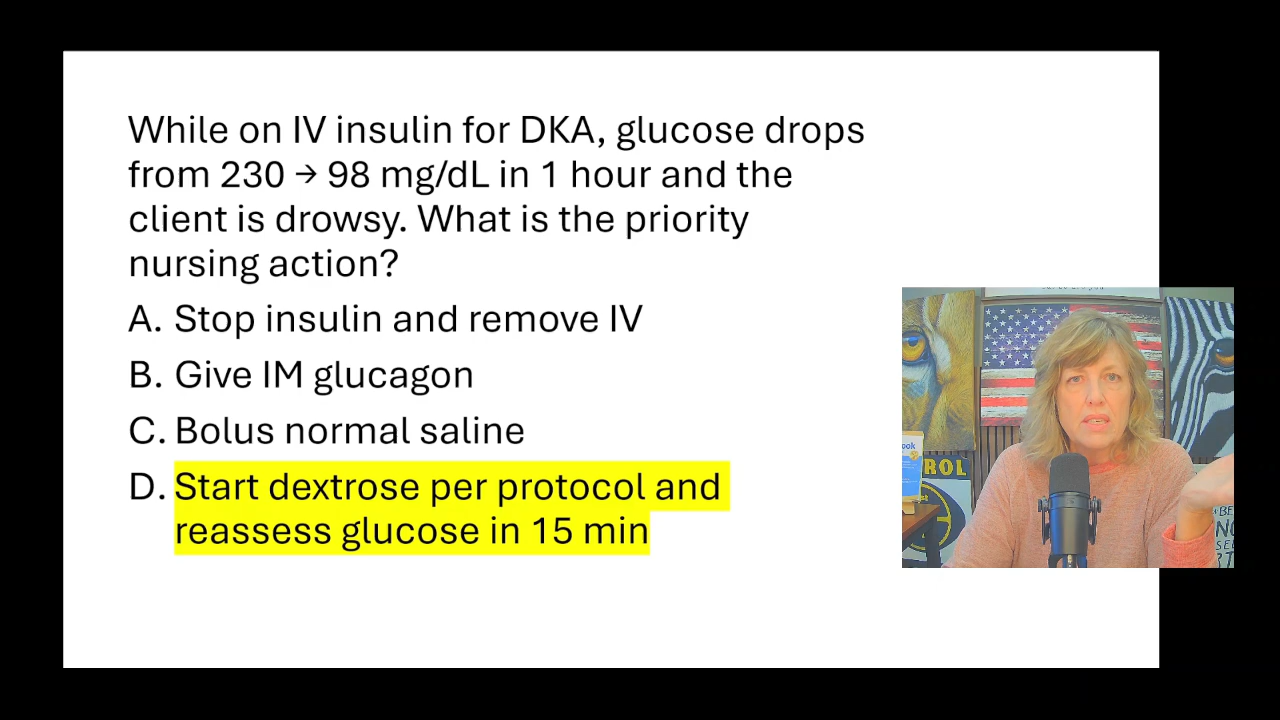 While on IV insulin for DKA, glucose drops
from 230 → 98 mg/dL in 1 hour and the
client is drowsy. What is the priority
nursing action?
A. Stop insulin and remove IV
B. Give IM glucagon
C. Bolus normal saline
D. Start dextrose per protocol and
reassess glucose in 15 min
ROL